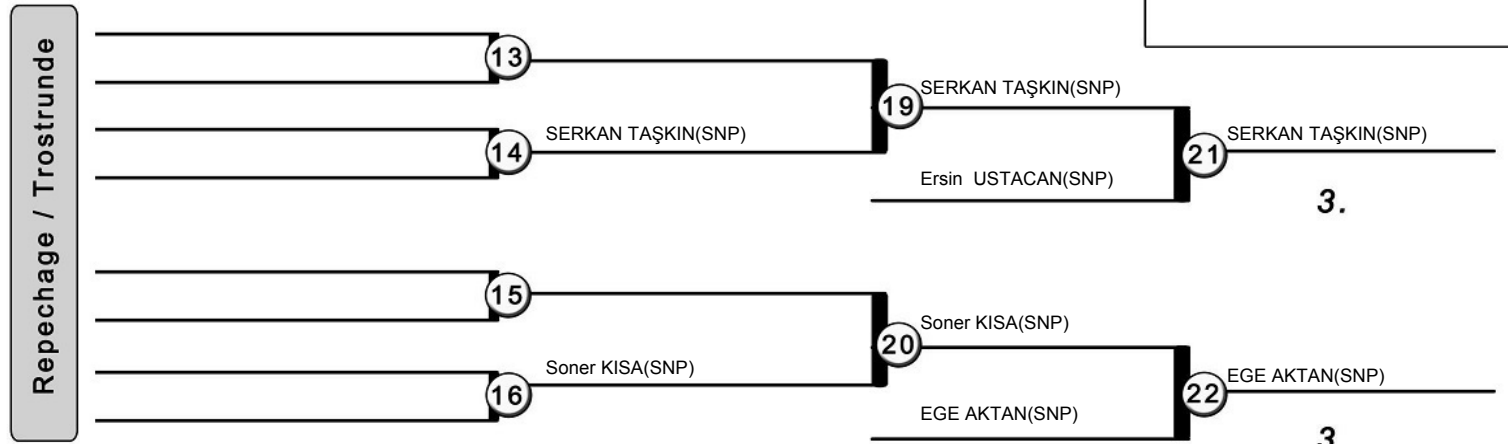 Repechage / Trostrunde
13
SERKAN TAŞKIN(SNP)
19
SERKAN TAŞKIN(SNP)
14
SERKAN TAŞKIN(SNP)
21
Ersin USTACAN(SNP)
3.
15
Soner KISA(SNP)
20
Soner KISA(SNP)
16
EGE AKTAN(SNP)
22
EGE AKTAN(SNP)
3